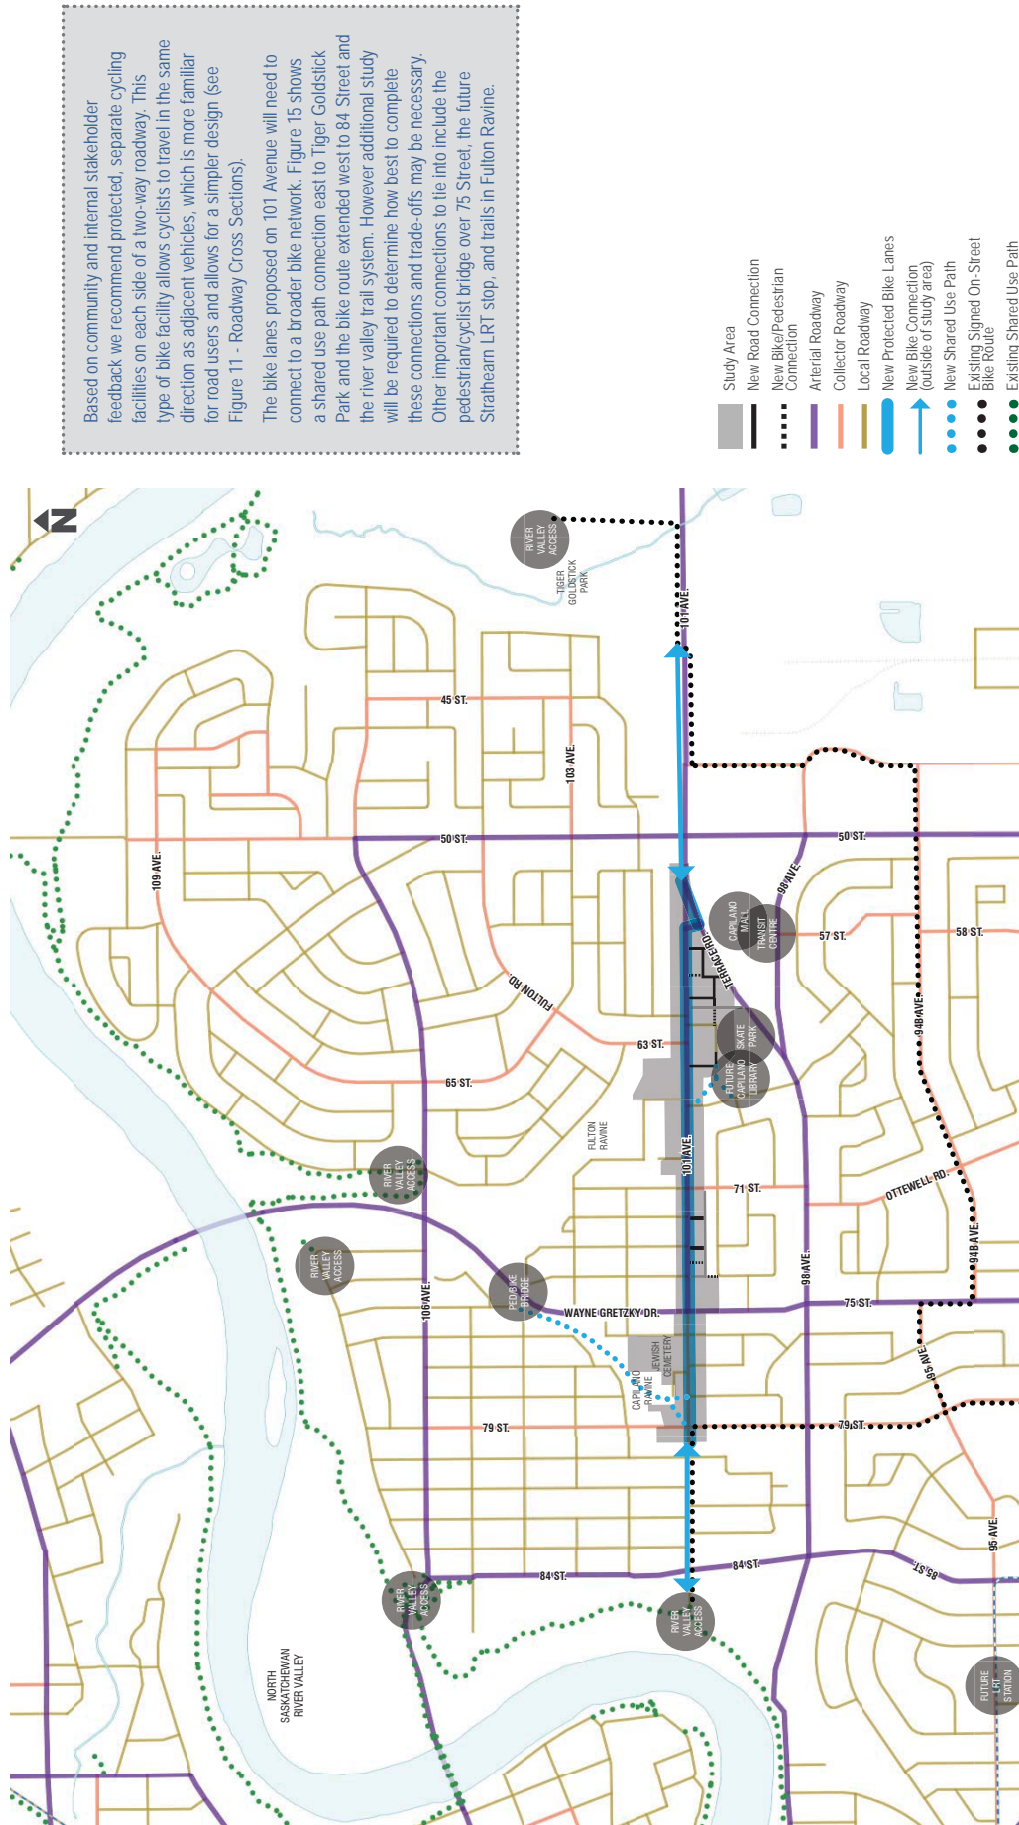 Based on community and internal stakeholder
feedback we recommend protected, separate cycling
facilities on each side of a two-way roadway. This
type of bike facility allows cyclists to travel in the same
direction as adjacent vehicles, which is more familiar
for road users and allows for a simpler design (see
Figure 11 - Roadway Cross Sections).
The bike lanes proposed on 101 Avenue will need to
connect to a broader bike network. Figure 15 shows
a shared use path connection east to Tiger Goldstick
Park and the bike route extended west to 84 Street and
the river valley trail system. However additional study
will be required to determine how best to complete
these connections and trade-offs may be necessary.
Other important connections to tie into include the
pedestrian/cyclist bridge over 75 Street, the future
Strathearn LRT stop, and trails in Fulton Ravine.
Study Area
New Road Connection
New Bike/Pedestrian
Connection
Arterial Roadway
Collector Roadway
Local Roadway
New Protected Bike Lanes
New Bike Connection
(outside of study area)
New Shared Use Path
Existing Signed On-Street
Bike Route
Existing Shared Use Path
N
NORTH
SASKATCHEWAN
RIVER VALLEY
109 AVE.
RIVER
VALLEY
ACCESS
RIVER
VALLEY
ACCESS
RIVER
VALLEY
ACCESS
106 AVE.
65 ST.
50 ST.
45 ST.
79 ST.
PED/BIKE
BRIDGE
FULTON RD.
RIVER
VALLEY
ACCESS
TIGER
GOLDSTICK
PARK
84 ST.
WAYNE GRETZKY DR.
FULTON
RAVINE
103 AVE.
CAPILANO
RAVINE
JEWISH
CEMETERY
63 ST.
RIVER
VALLEY
ACCESS
101 AVE.
101 AVE.
TERRACE RD.
84 ST.
71 ST.
FUTURE
CAPILANO
LIBRARY
SKATE
PARK
CAPILANO
MALL
TRANSIT
CENTRE
98 AVE.
98 AVE.
79 ST.
75 ST.
57 ST.
50 ST.
85 ST.
95 AVE.
95 AVE.
OTTEWELL RD.
94B AVE.
94B AVE.
58 ST.
FUTURE
LRT
STATION